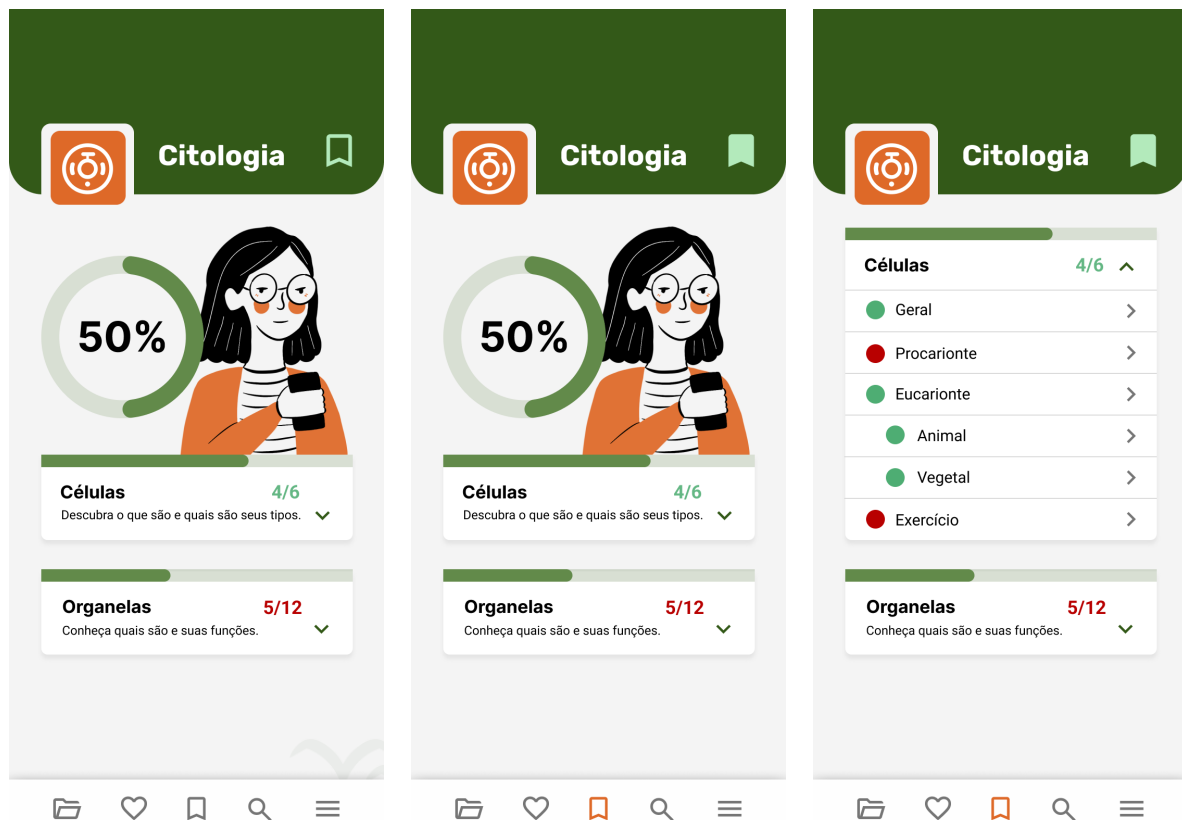 Citologia
50%
Células 4/6
Descubra o que são e quais são seus tipos.
Organelas 5/12
Conheça quais são e suas funções.
Citologia
50%
Células 4/6
Descubra o que são e quais são seus tipos.
Organelas 5/12
Conheça quais são e suas funções.
Citologia
Células 4/6
Geral
Procarionte
Eucarionte
Animal
Vegetal
Exercício
Organelas 5/12
Conheça quais são e suas funções.